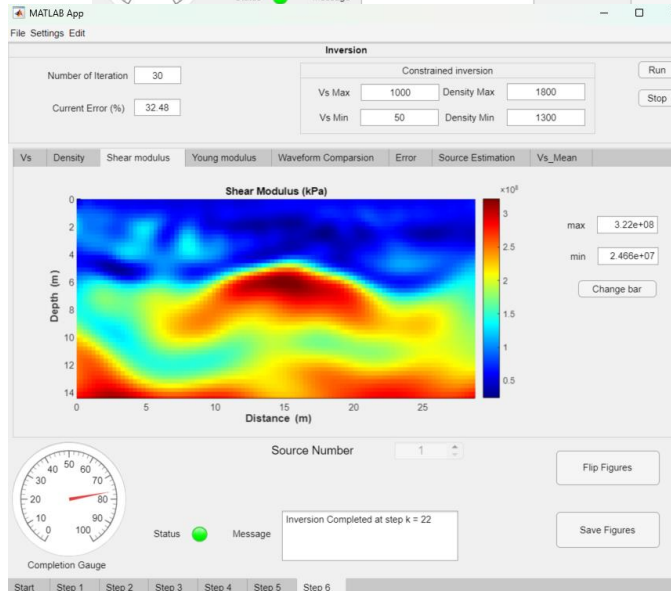 MATLAB App
File Settings Edit
Inversion
Number of Iteration 30
Current Error (%) 32.48
Constrained inversion
Vs Max 1000 Density Max 1800
Vs Min 50 Density Min 1300
Run
Stop
Vs Density Shear modulus Young modulus Waveform Comparsion Error Source Estimation Vs_Mean
Shear Modulus (kPa)
×10⁸
0
2
4
6
8
10
12
14
Depth (m)
0 5 10 15 20 25
Distance (m)
3
2.5
2
1.5
1
0.5
max 3.22e+08
min 2.466e+07
Change bar
Source Number 1
0 10 20 30 40 50 60 70 80 90 100
Completion Gauge
Status
Message
Inversion Completed at step k = 22
Flip Figures
Save Figures
Start Step 1 Step 2 Step 3 Step 4 Step 5 Step 6